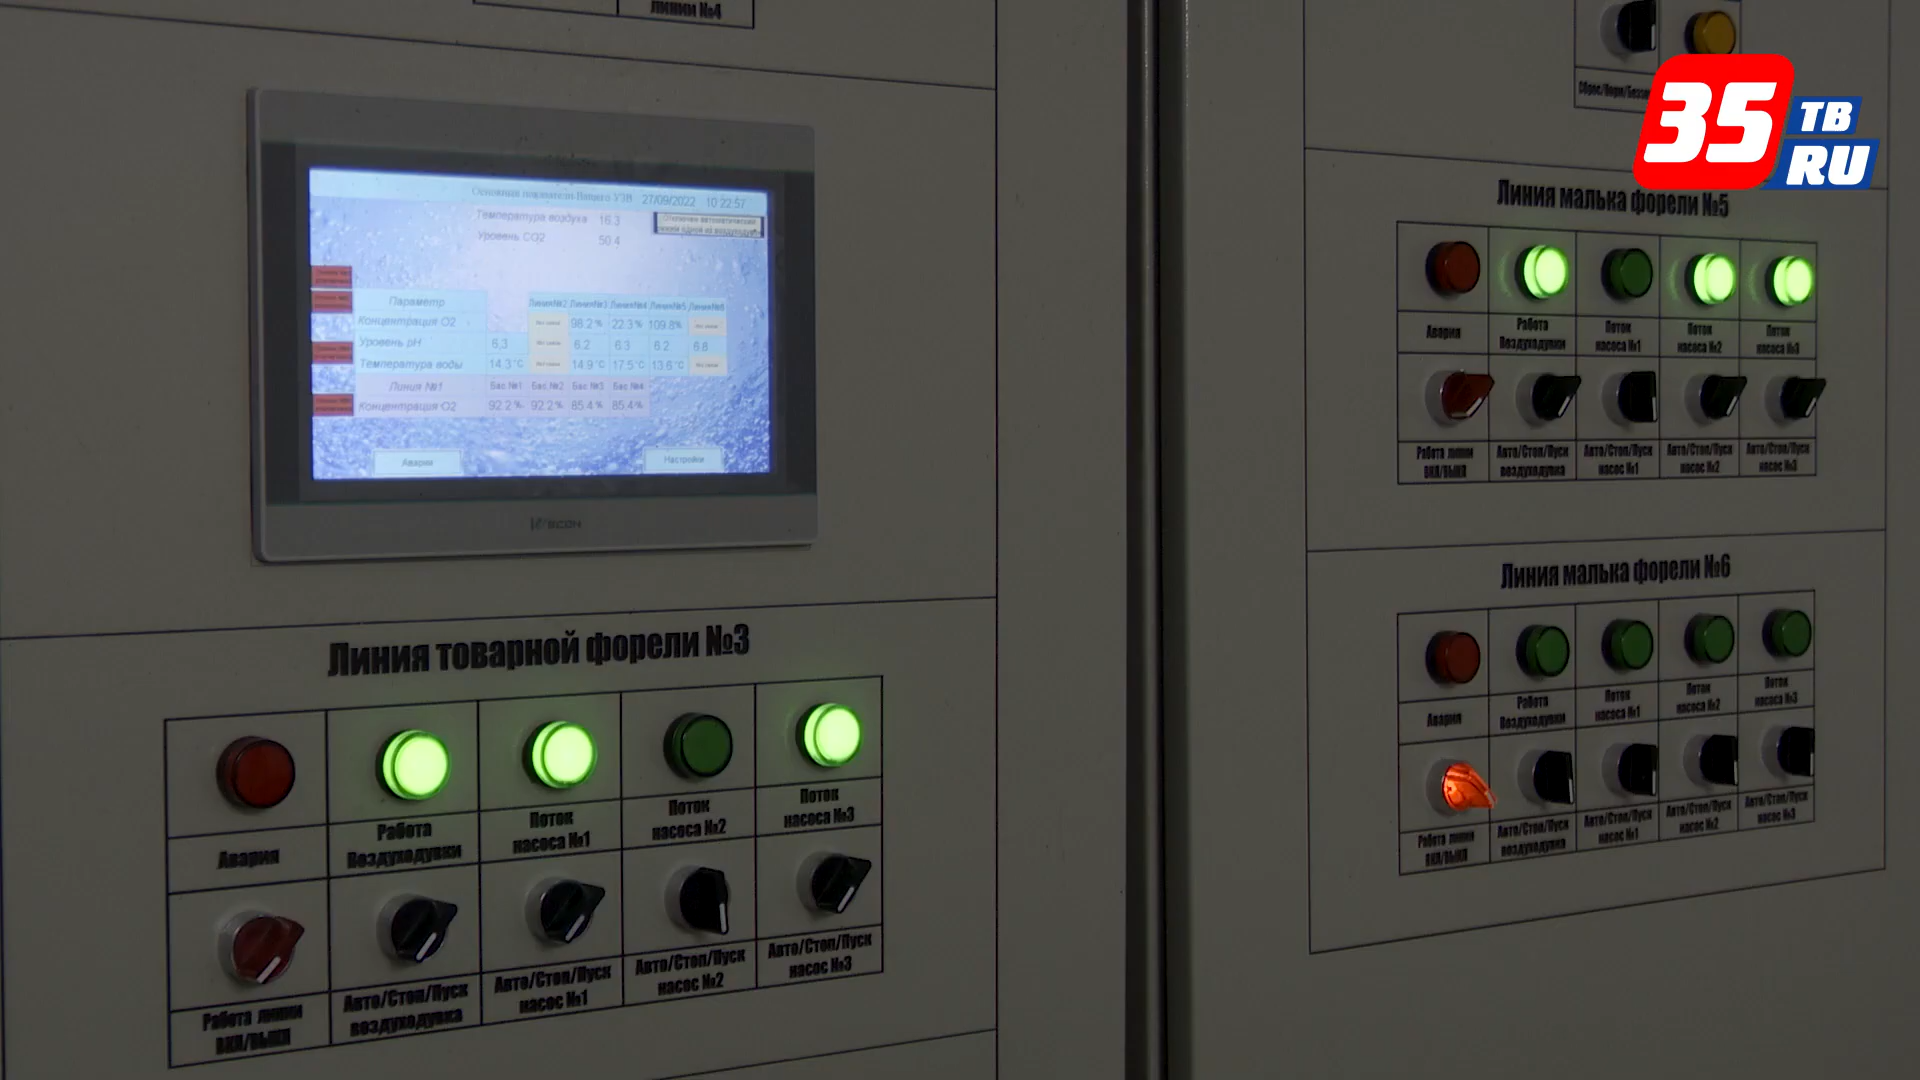 линии №4
35
ТВ
RU
27/09/2022 10:22:57
Температура воздуха 16.3
Уровень CO2 50.4
Параметр
Линия№2 Линия№3 Линия№4 Линия№5 Линия№6
Концентрация O2 98.2 % 22.3 % 109.8%
Уровень pH 6,3 6.2 6.3 6.2 6.8
Температура воды 14.3 °C 14.9 °C 17.5 °C 13.6 °C
Линия №1 Бас.№1 Бас.№2 Бас.№3 Бас.№4
Концентрация O2 92.2 % 92.2 % 85.4 % 85.4 %
Авария Настройки
WECON
Линия товарной форели №3
Авария
Работа
Воздуходувки
Поток
насоса №1
Поток
насоса №2
Поток
насоса №3
Работа линии
ВКЛ/ВЫКЛ
Авто/Стоп/Пуск
воздуходувка
Авто/Стоп/Пуск
насос №1
Авто/Стоп/Пуск
насос №2
Авто/Стоп/Пуск
насос №3
Линия малька форели №5
Авария
Работа
Воздуходувки
Поток
насоса №1
Поток
насоса №2
Поток
насоса №3
Работа линии
ВКЛ/ВЫКЛ
Авто/Стоп/Пуск
воздуходувка
Авто/Стоп/Пуск
насос №1
Авто/Стоп/Пуск
насос №2
Авто/Стоп/Пуск
насос №3
Линия малька форели №6
Авария
Работа
Воздуходувки
Поток
насоса №1
Поток
насоса №2
Поток
насоса №3
Работа линии
ВКЛ/ВЫКЛ
Авто/Стоп/Пуск
воздуходувка
Авто/Стоп/Пуск
насос №1
Авто/Стоп/Пуск
насос №2
Авто/Стоп/Пуск
насос №3